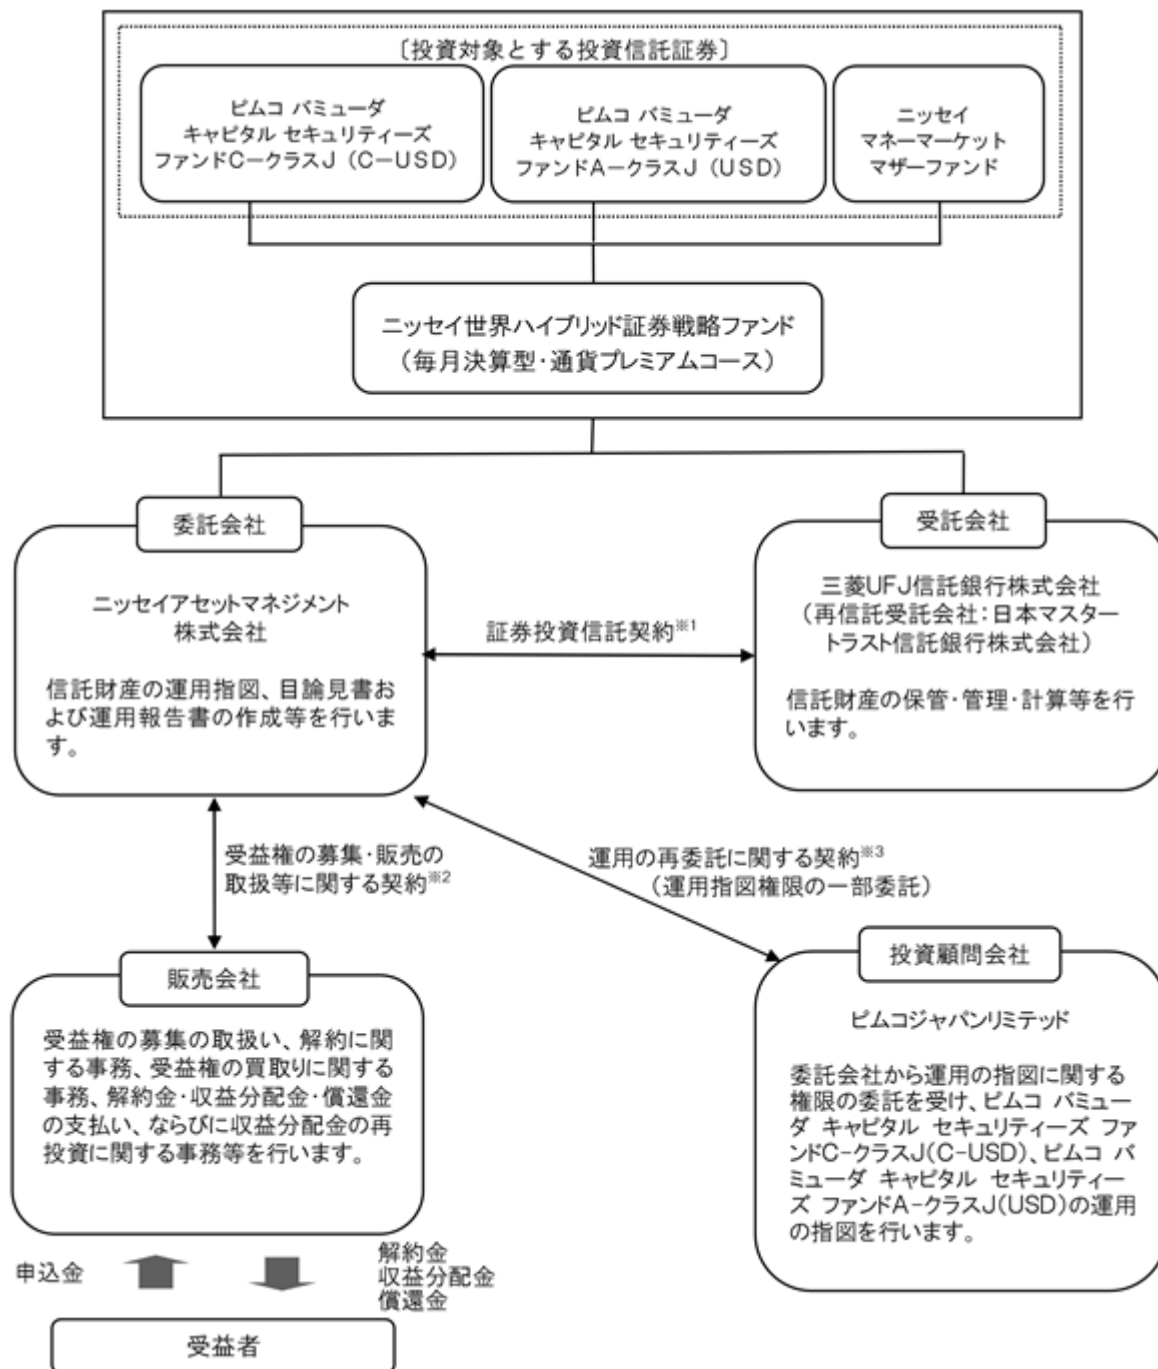 〔投資対象とする投資信託証券〕
ピムコ バミューダ
キャピタル セキュリティーズ
ファンドC－クラスJ（C－USD）
ピムコ バミューダ
キャピタル セキュリティーズ
ファンドA－クラスJ（USD）
ニッセイ
マネーマーケット
マザーファンド
ニッセイ世界ハイブリッド証券戦略ファンド
（毎月決算型・通貨プレミアムコース）
委託会社
ニッセイアセットマネジメント
株式会社
信託財産の運用指図、目論見書お
よび運用報告書の作成等を行いま
す。
証券投資信託契約※1
受託会社
三菱UFJ信託銀行株式会社
（再信託受託会社：日本マスター
トラスト信託銀行株式会社）
信託財産の保管・管理・計算等を行
います。
受益権の募集・販売の
取扱等に関する契約※2
運用の再委託に関する契約※3
（運用指図権限の一部委託）
販売会社
受益権の募集の取扱い、解約に関
する事務、受益権の買取りに関する
事務、解約金・収益分配金・償還金
の支払い、ならびに収益分配金の再
投資に関する事務等を行います。
投資顧問会社
ピムコジャパンリミテッド
委託会社から運用の指図に関する
権限の委託を受け、ピムコ バミュー
ダ キャピタル セキュリティーズ ファ
ンドC-クラスJ(C-USD)、ピムコ バ
ミューダ キャピタル セキュリティー
ズ ファンドA-クラスJ(USD)の運用
の指図を行います。
申込金
解約金
収益分配金
償還金
受益者